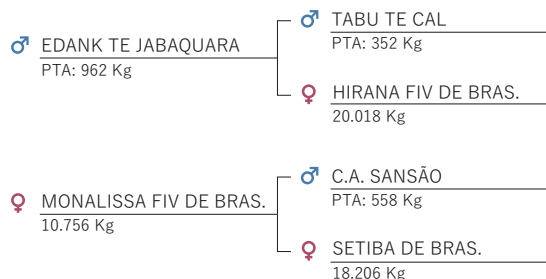 TABU TE CAL
EDANK TE JABAQUARA
PTA: 352 Kg
PTA: 962 Kg
HIRANA FIV DE BRAS.
20.018 Kg
C.A. SANSÃO
MONALISSA FIV DE BRAS.
PTA: 558 Kg
10.756 Kg
SETIBA DE BRAS.
18.206 Kg